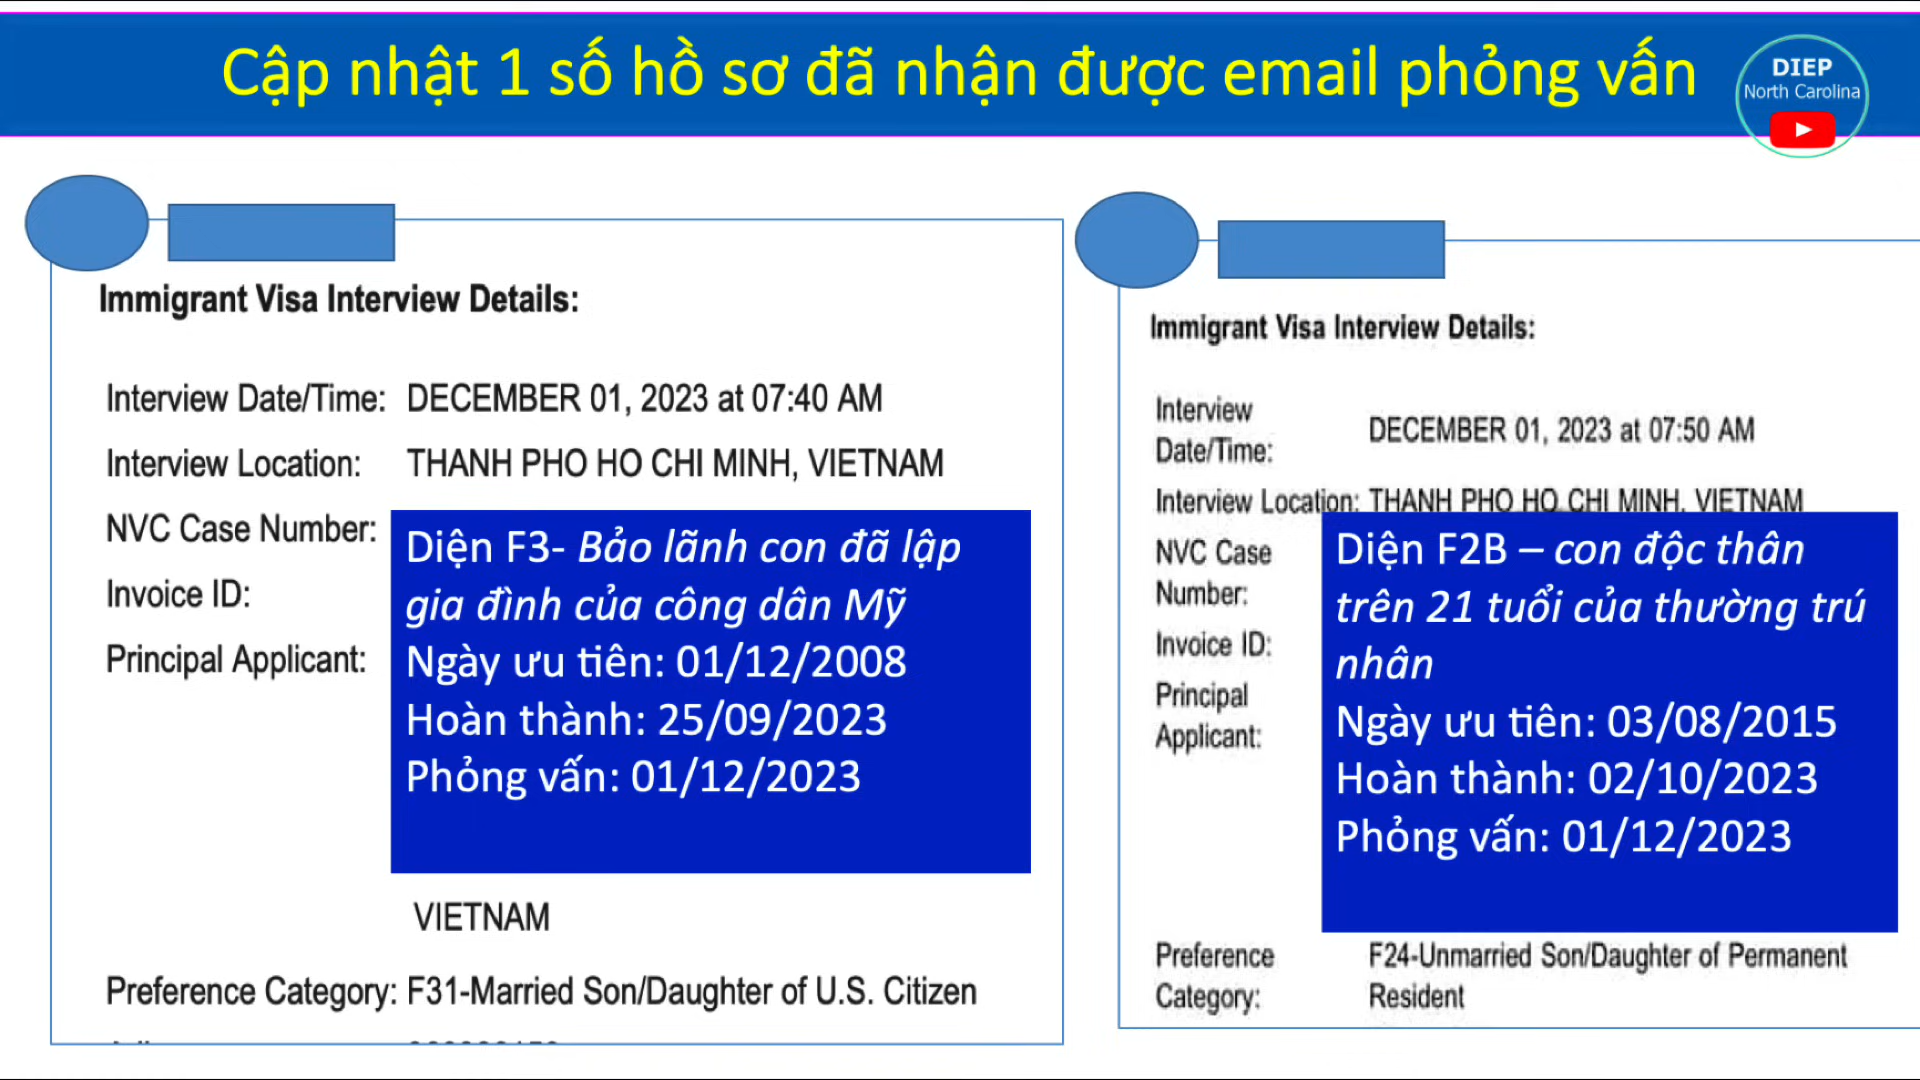 Cập nhật 1 số hồ sơ đã nhận được email phỏng vấn
DIEP
North Carolina
Immigrant Visa Interview Details:
Interview Date/Time: DECEMBER 01, 2023 at 07:40 AM
Interview Location: THANH PHO HO CHI MINH, VIETNAM
NVC Case Number:
Invoice ID:
Principal Applicant:
Diện F3- Bảo lãnh con đã lập
gia đình của công dân Mỹ
Ngày ưu tiên: 01/12/2008
Hoàn thành: 25/09/2023
Phỏng vấn: 01/12/2023
VIETNAM
Preference Category: F31-Married Son/Daughter of U.S. Citizen
Immigrant Visa Interview Details:
Interview
Date/Time:
DECEMBER 01, 2023 at 07:50 AM
Interview Location: THANH PHO HO CHI MINH, VIETNAM
NVC Case
Number:
Invoice ID:
Principal
Applicant:
Diện F2B – con độc thân
trên 21 tuổi của thường trú
nhân
Ngày ưu tiên: 03/08/2015
Hoàn thành: 02/10/2023
Phỏng vấn: 01/12/2023
Preference
Category:
F24-Unmarried Son/Daughter of Permanent
Resident